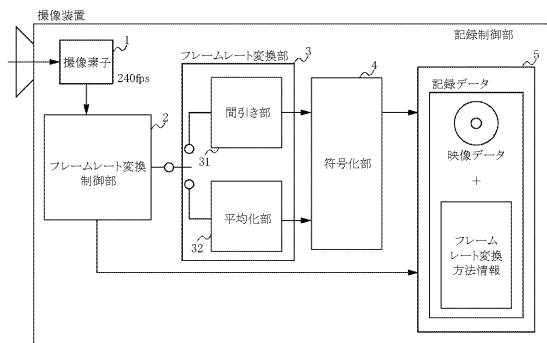 撮像装置
1
撮像素子
240fps
2
フレームレート変換
制御部
フレームレート変換部
3
間引き部
31
平均化部
32
4
符号化部
記録制御部
5
記録データ
映像データ
+
フレーム
レート変換
方法情報